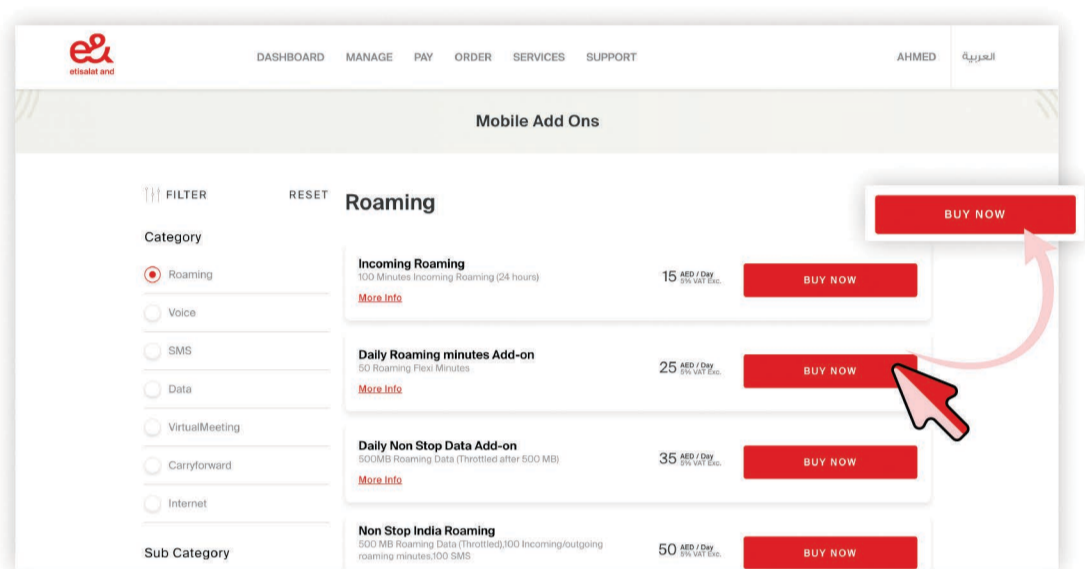 e&
etisalat and
DASHBOARD MANAGE PAY ORDER SERVICES SUPPORT AHMED العربية
Mobile Add Ons
FILTER RESET
Roaming
BUY NOW
Category
Roaming
Voice
SMS
Data
VirtualMeeting
Carryforward
Internet
Sub Category
Incoming Roaming
100 Minutes Incoming Roaming (24 hours)
More Info
15 AED / Day
5% VAT Exc.
BUY NOW
Daily Roaming minutes Add-on
50 Roaming Flexi Minutes
More Info
25 AED / Day
5% VAT Exc.
BUY NOW
Daily Non Stop Data Add-on
500MB Roaming Data (Throttled after 500 MB)
More Info
35 AED / Day
5% VAT Exc.
BUY NOW
Non Stop India Roaming
500 MB Roaming Data (Throttled),100 Incoming/outgoing
roaming minutes,100 SMS
50 AED / Day
5% VAT Exc.
BUY NOW